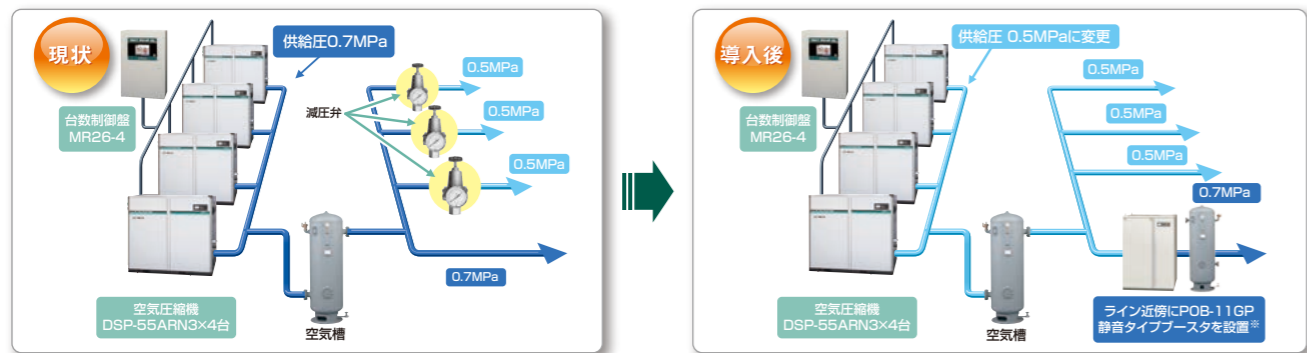 現状
供給圧0.7MPa
台数制御盤
MR26-4
減圧弁
0.5MPa
0.5MPa
0.5MPa
0.7MPa
空気圧縮機
DSP-55ARN3×4台
空気槽
導入後
供給圧 0.5MPaに変更
台数制御盤
MR26-4
0.5MPa
0.5MPa
0.5MPa
0.7MPa
空気圧縮機
DSP-55ARN3×4台
空気槽
ライン近傍にPOB-11GP
静音タイプブースタを設置※